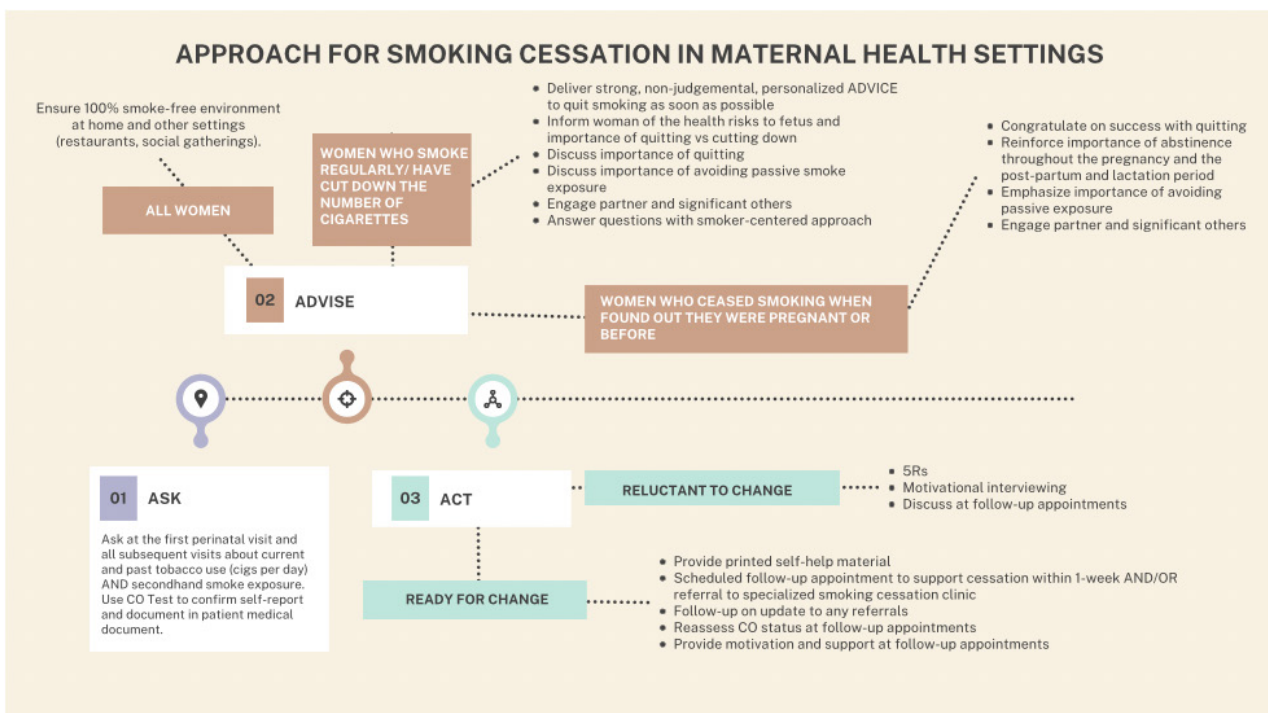 APPROACH FOR SMOKING CESSATION IN MATERNAL HEALTH SETTINGS
Ensure 100% smoke-free environment
at home and other settings
(restaurants, social gatherings).
ALL WOMEN
WOMEN WHO SMOKE
REGULARLY/ HAVE
CUT DOWN THE
NUMBER OF
CIGARETTES
Deliver strong, non-judgemental, personalized ADVICE
to quit smoking as soon as possible
Inform woman of the health risks to fetus and
importance of quitting vs cutting down
Discuss importance of quitting
Discuss importance of avoiding passive smoke
exposure
Engage partner and significant others
Answer questions with smoker-centered approach
Congratulate on success with quitting
Reinforce importance of abstinence
throughout the pregnancy and the
post-partum and lactation period
Emphasize importance of avoiding
passive exposure
Engage partner and significant others
02 ADVISE
WOMEN WHO CEASED SMOKING WHEN
FOUND OUT THEY WERE PREGNANT OR
BEFORE
01 ASK
Ask at the first perinatal visit and
all subsequent visits about current
and past tobacco use (cigs per day)
AND secondhand smoke exposure.
Use CO Test to confirm self-report
and document in patient medical
document.
03 ACT
RELUCTANT TO CHANGE
5Rs
Motivational interviewing
Discuss at follow-up appointments
READY FOR CHANGE
Provide printed self-help material
Scheduled follow-up appointment to support cessation within 1-week AND/OR
referral to specialized smoking cessation clinic
Follow-up on update to any referrals
Reassess CO status at follow-up appointments
Provide motivation and support at follow-up appointments